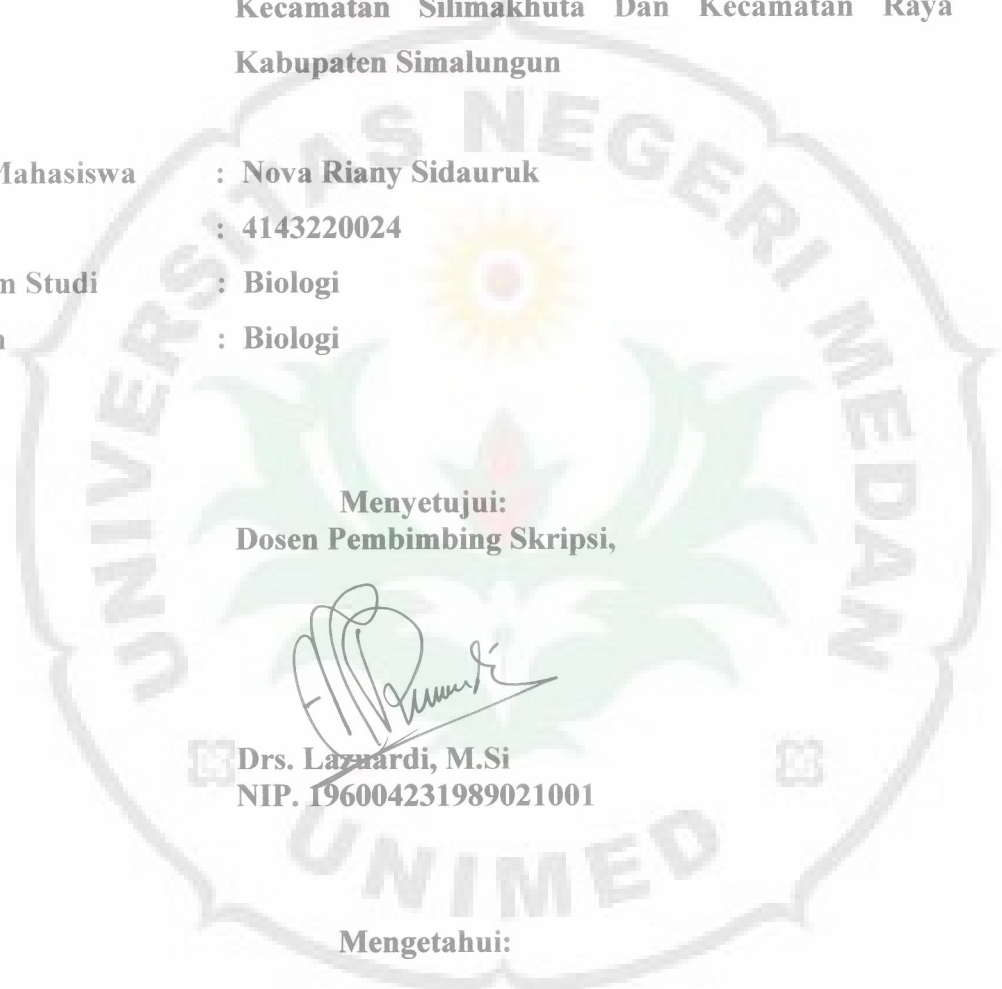 Kecamatan Silimakhuta Dan Kecamatan Raya
Kabupaten Simalungun
Mahasiswa : Nova Riany Sidauruk
: 4143220024
m Studi : Biologi
n : Biologi
Menyetujui:
Dosen Pembimbing Skripsi,
Drs. Lazuardi, M.Si
NIP. 196004231989021001
Mengetahui:
UNIVERSITAS NEGERI MEDAN
UNIMED